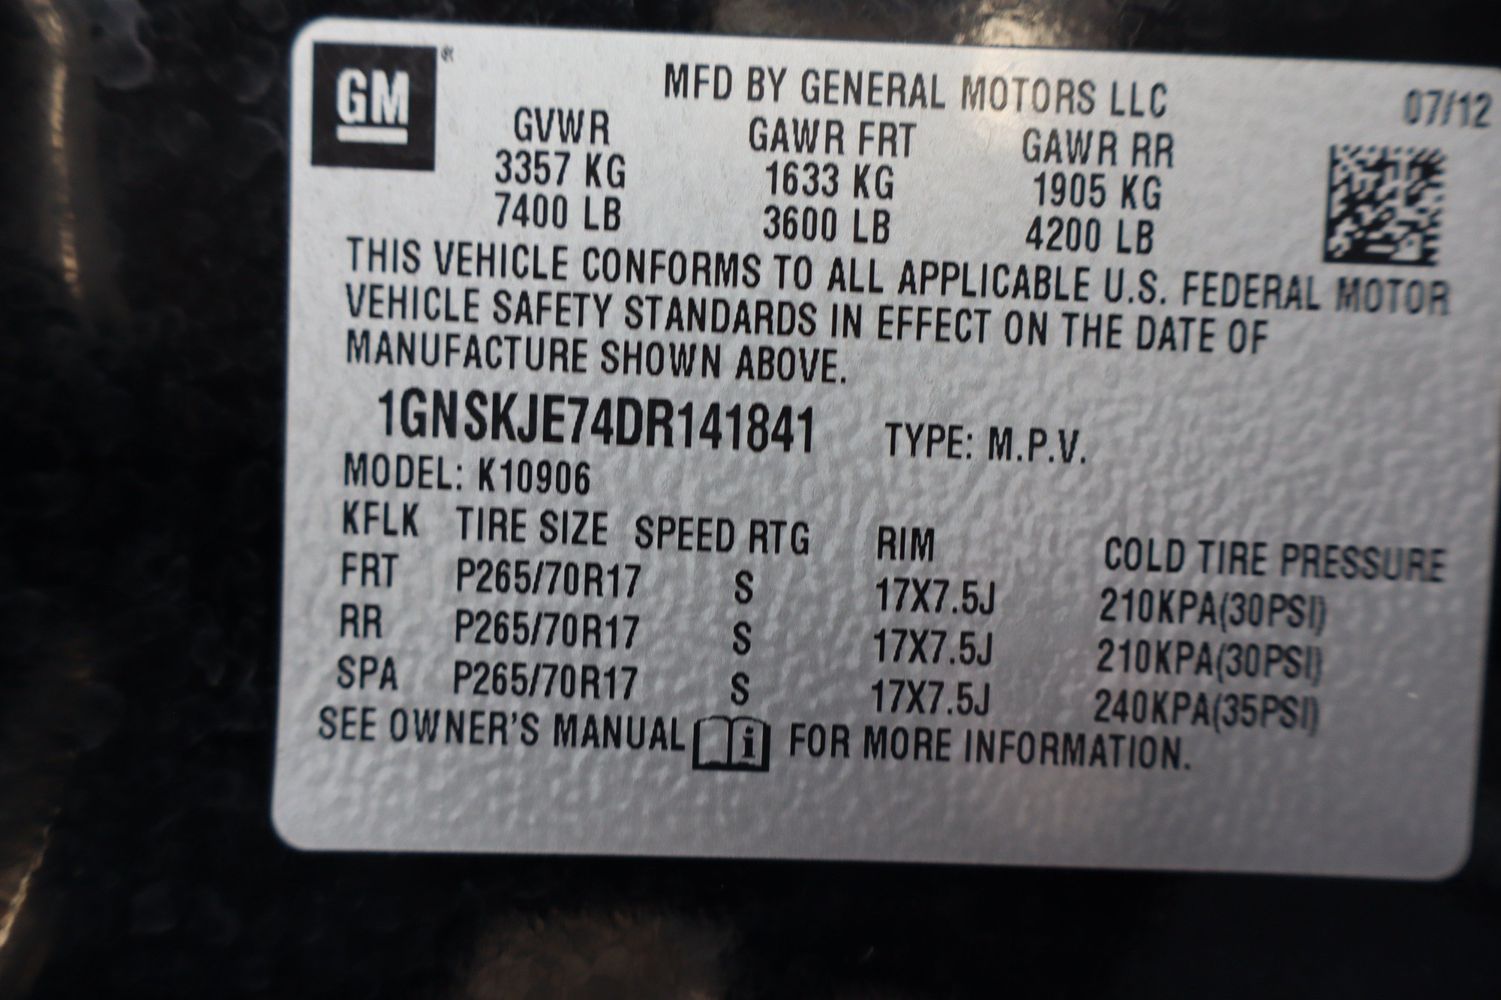 GM®
MFD BY GENERAL MOTORS LLC 07/12
GVWR GAWR FRT GAWR RR
3357 KG 1633 KG 1905 KG
7400 LB 3600 LB 4200 LB
THIS VEHICLE CONFORMS TO ALL APPLICABLE U.S. FEDERAL MOTOR
VEHICLE SAFETY STANDARDS IN EFFECT ON THE DATE OF
MANUFACTURE SHOWN ABOVE.
1GNSKJE74DR141841 TYPE: M.P.V.
MODEL: K10906
KFLK TIRE SIZE SPEED RTG RIM COLD TIRE PRESSURE
FRT P265/70R17 S 17X7.5J 210KPA(30PSI)
RR P265/70R17 S 17X7.5J 210KPA(30PSI)
SPA P265/70R17 S 17X7.5J 240KPA(35PSI)
SEE OWNER'S MANUAL i FOR MORE INFORMATION.